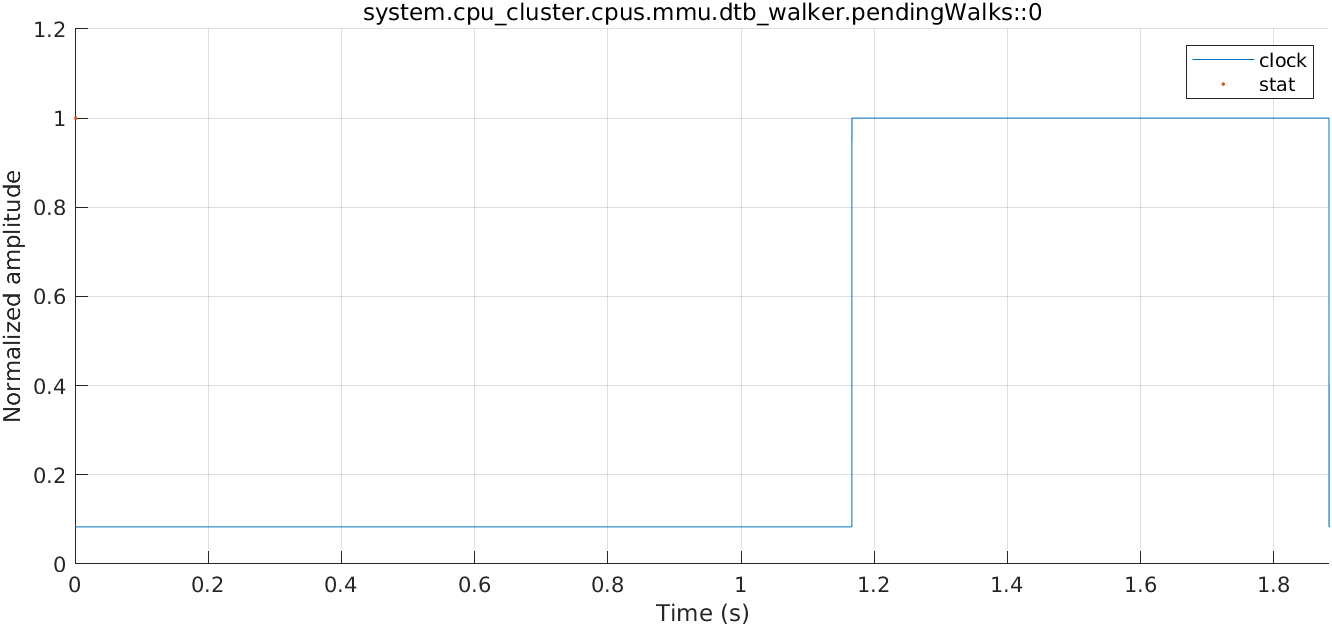 system.cpu_cluster.cpus.mmu.dtb_walker.pendingWalks::0
1.2
1
0.8
0.6
0.4
0.2
0
Normalized amplitude
clock
stat
0 0.2 0.4 0.6 0.8 1 1.2 1.4 1.6 1.8
Time (s)